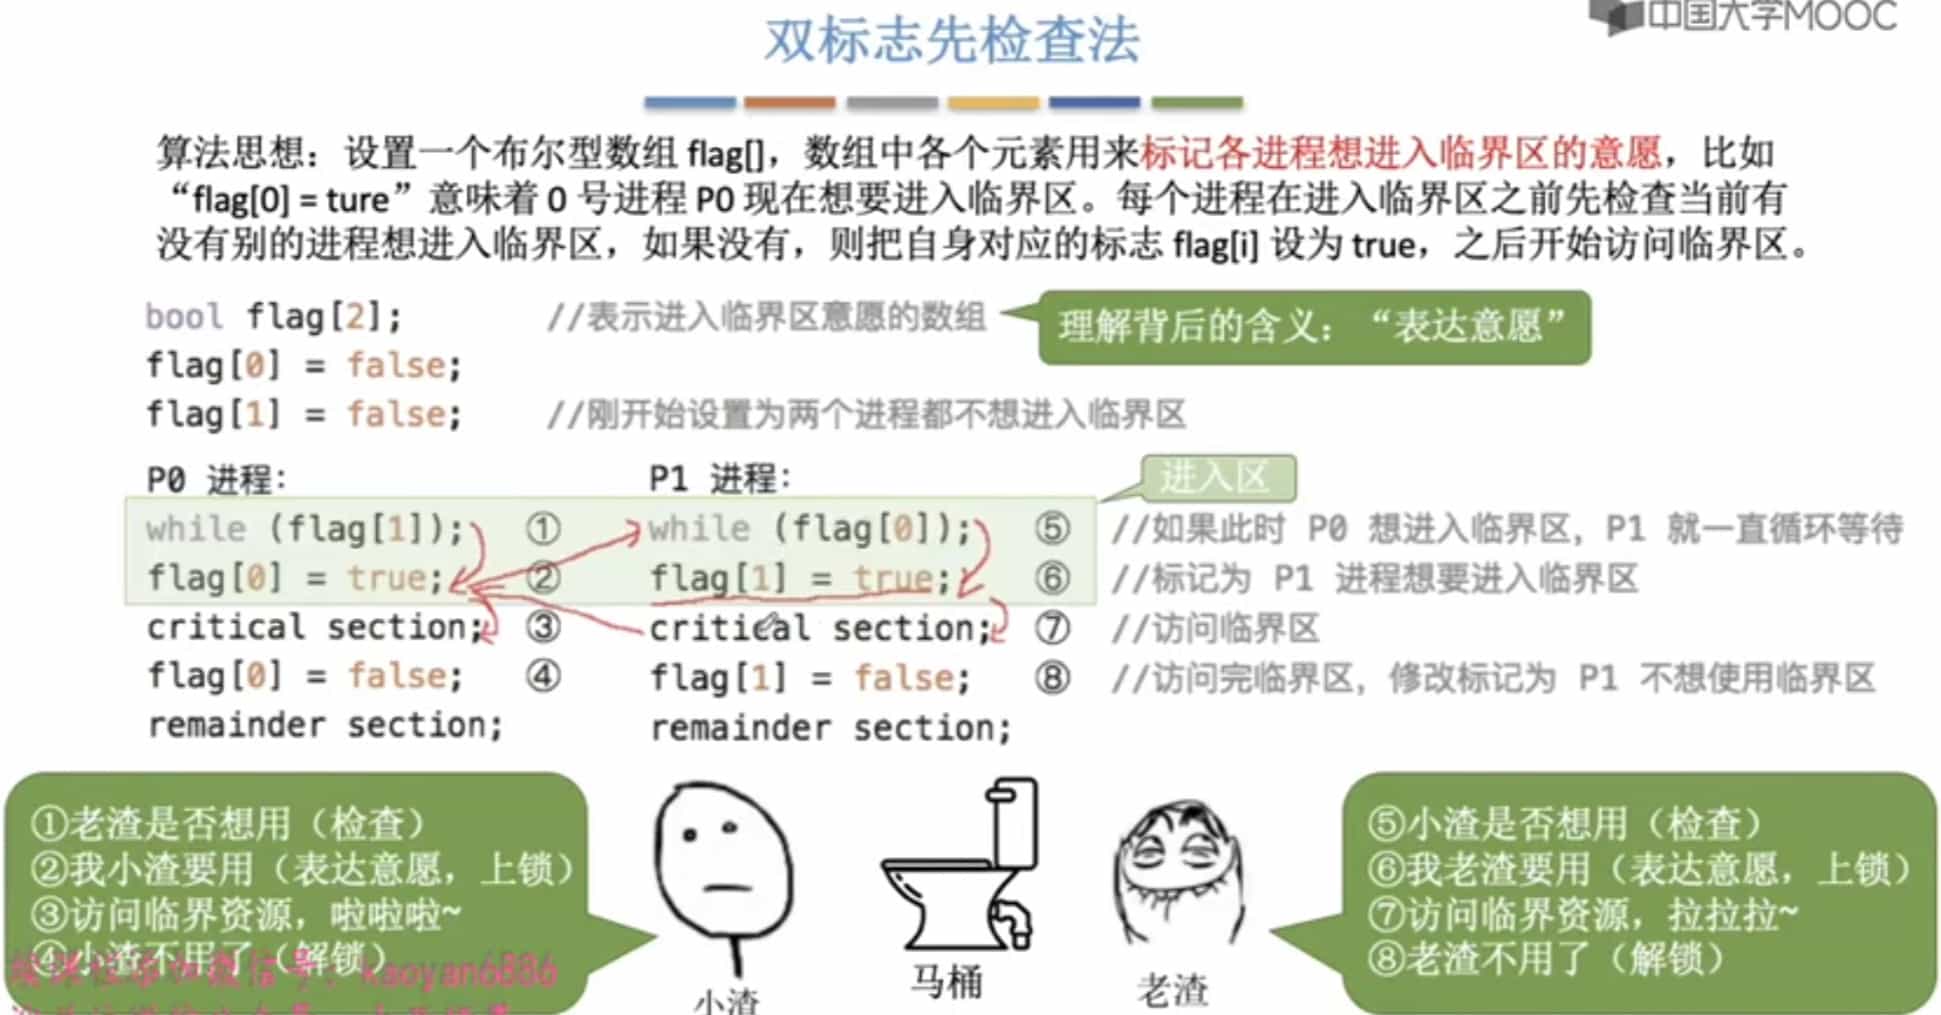 双标志先检查法
中国大学MOOC
算法思想：设置一个布尔型数组 flag[]，数组中各个元素用来标记各进程想进入临界区的意愿，比如
“flag[0] = ture”意味着 0 号进程 P0 现在想要进入临界区。每个进程在进入临界区之前先检查当前有
没有别的进程想进入临界区，如果没有，则把自身对应的标志 flag[i] 设为 true，之后开始访问临界区。
bool flag[2]; //表示进入临界区意愿的数组
理解背后的含义：“表达意愿”
flag[0] = false;
flag[1] = false; //刚开始设置为两个进程都不想进入临界区
P0 进程： P1 进程：
进入区
while (flag[1]); ① while (flag[0]); ⑤ //如果此时 P0 想进入临界区，P1 就一直循环等待
flag[0] = true; ② flag[1] = true; ⑥ //标记为 P1 进程想要进入临界区
critical section; ③ critical section; ⑦ //访问临界区
flag[0] = false; ④ flag[1] = false; ⑧ //访问完临界区，修改标记为 P1 不想使用临界区
remainder section; remainder section;
①老渣是否想用（检查）
②我小渣要用（表达意愿，上锁）
③访问临界资源，啦啦啦~
④小渣不用了（解锁）
kaoyan6886
小渣
马桶
老渣
⑤小渣是否想用（检查）
⑥我老渣要用（表达意愿，上锁）
⑦访问临界资源，拉拉拉~
⑧老渣不用了（解锁）